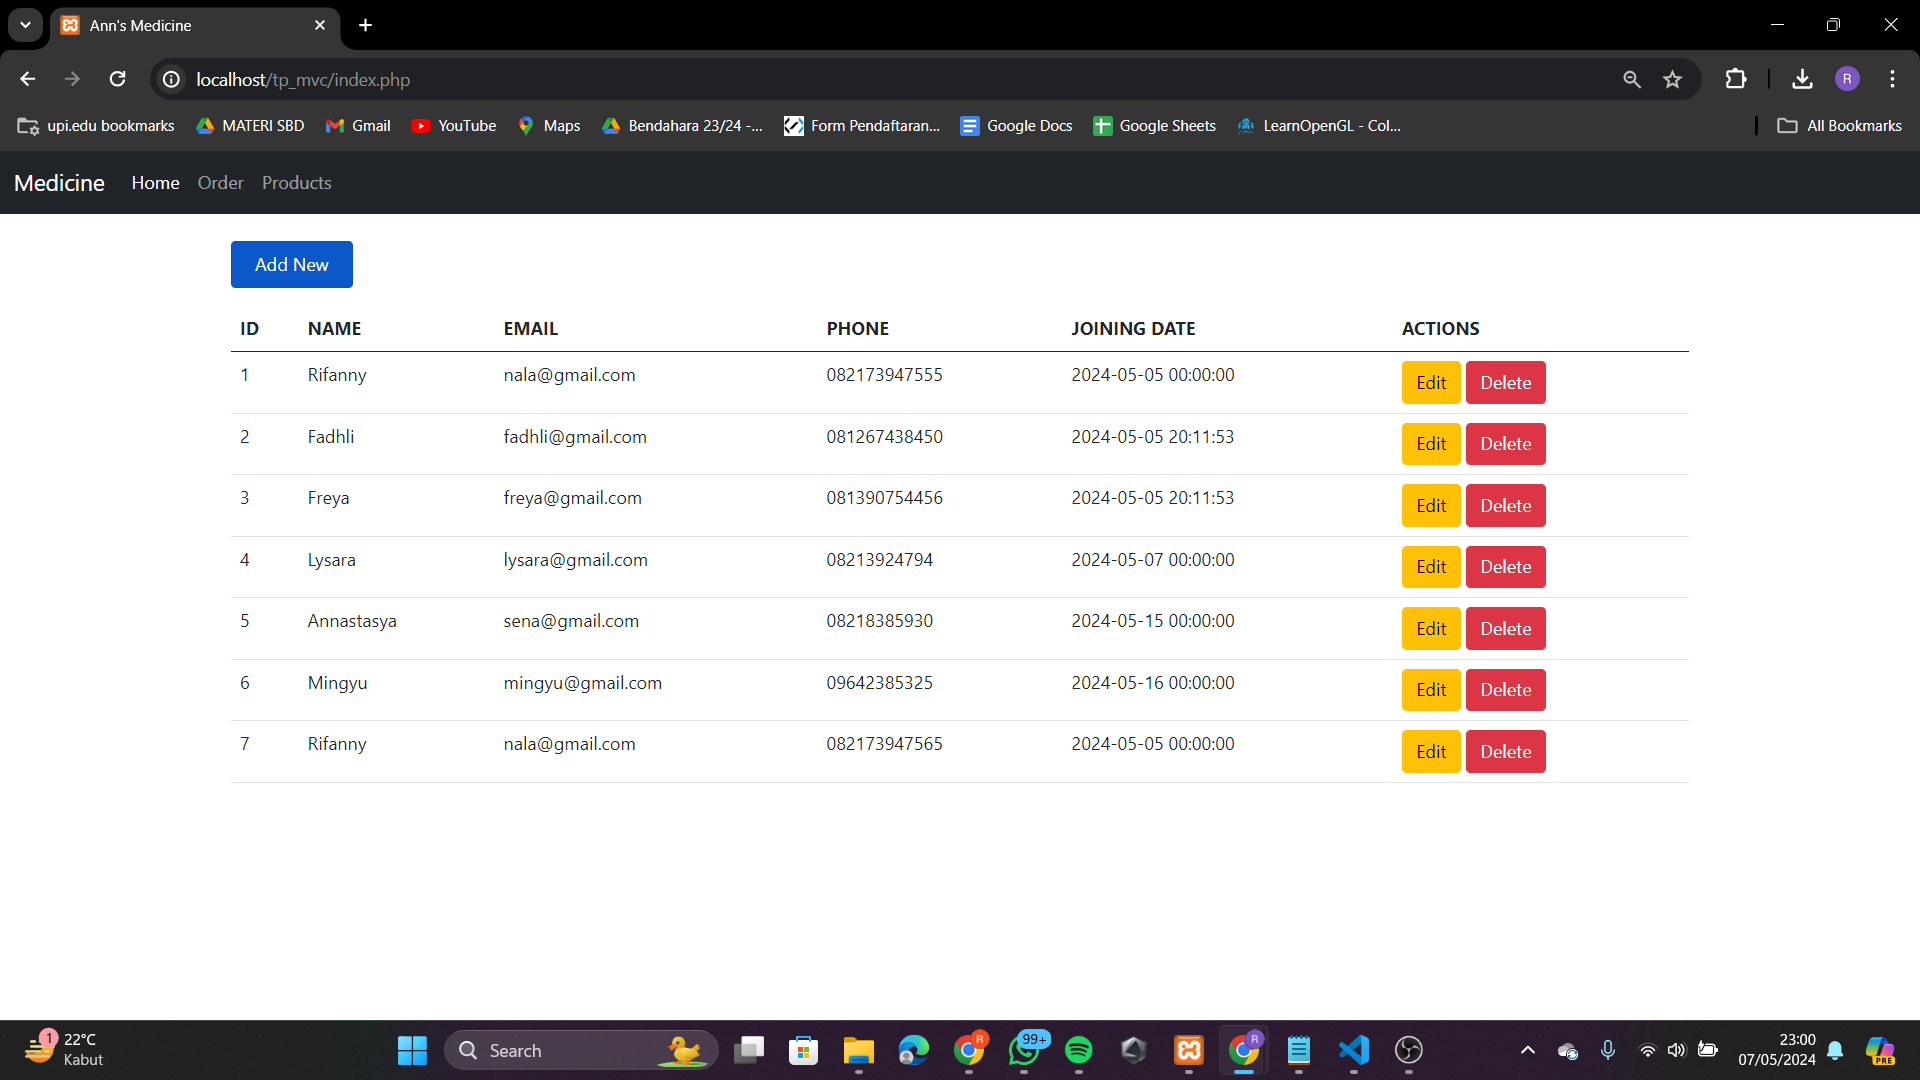 Ann's Medicine
localhost/tp_mvc/index.php
R
upi.edu bookmarks MATERI SBD Gmail YouTube Maps Bendahara 23/24 -... Form Pendaftaran... Google Docs Google Sheets LearnOpenGL - Col... All Bookmarks
Medicine Home Order Products
Add New
ID NAME EMAIL PHONE JOINING DATE ACTIONS
1 Rifanny nala@gmail.com 082173947555 2024-05-05 00:00:00 Edit Delete
2 Fadhli fadhli@gmail.com 081267438450 2024-05-05 20:11:53 Edit Delete
3 Freya freya@gmail.com 081390754456 2024-05-05 20:11:53 Edit Delete
4 Lysara lysara@gmail.com 08213924794 2024-05-07 00:00:00 Edit Delete
5 Annastasya sena@gmail.com 08218385930 2024-05-15 00:00:00 Edit Delete
6 Mingyu mingyu@gmail.com 09642385325 2024-05-16 00:00:00 Edit Delete
7 Rifanny nala@gmail.com 082173947565 2024-05-05 00:00:00 Edit Delete
1 22°C
Kabut
Search
R
99+
R
23:00
07/05/2024
PRE